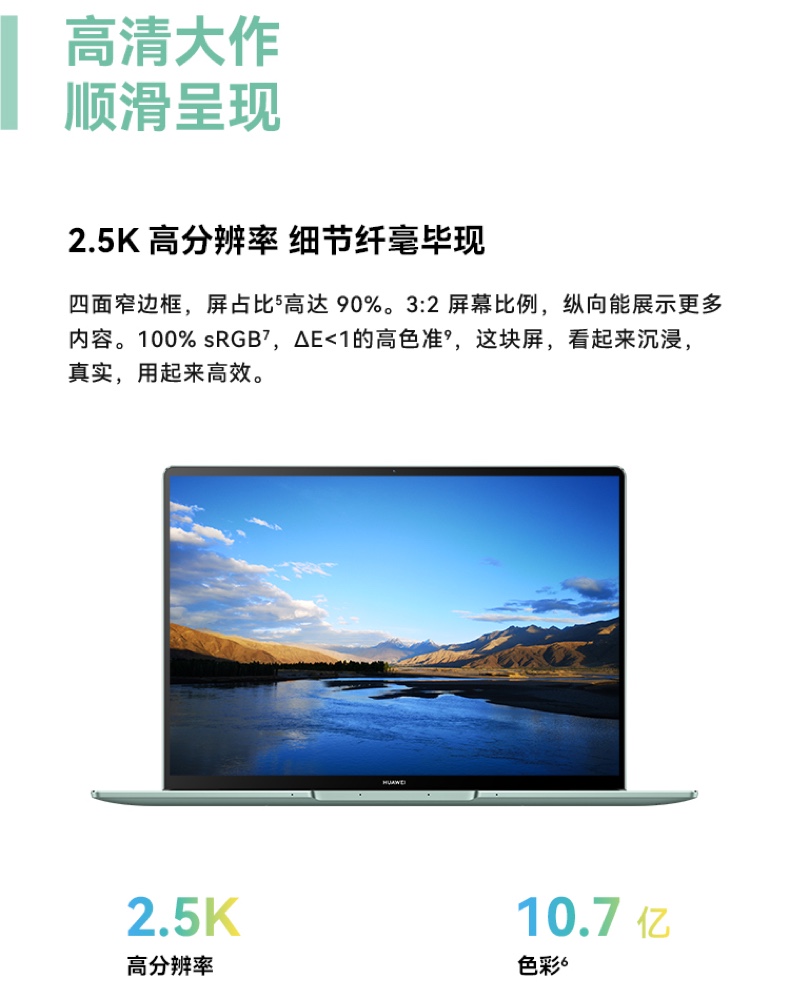 高清大作
顺滑呈现
2.5K 高分辨率 细节纤毫毕现
四面窄边框，屏占比⁵高达 90%。3:2 屏幕比例，纵向能展示更多
内容。100% sRGB⁷，ΔE<1的高色准⁹，这块屏，看起来沉浸，
真实，用起来高效。
HUAWEI
2.5K
高分辨率
10.7 亿
色彩⁶